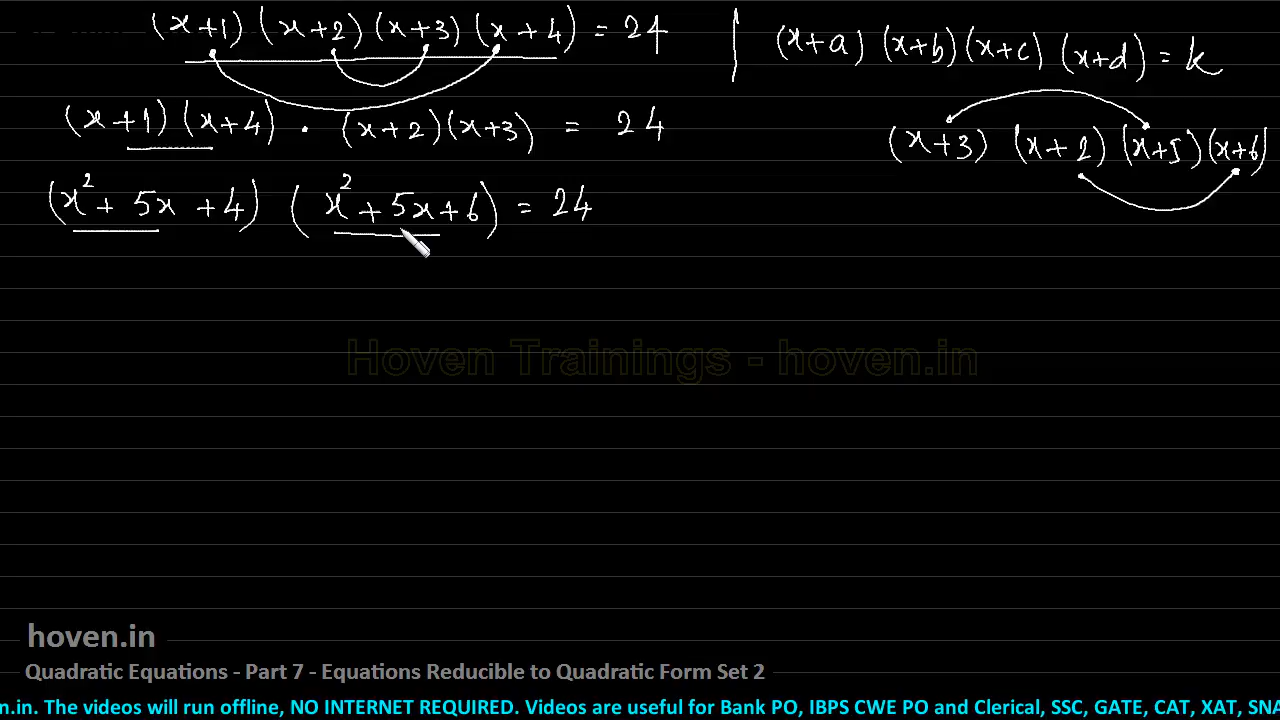 (x+1) (x+2) (x+3) (x+4) = 24
(x+1) (x+4) . (x+2)(x+3) = 24
(x² + 5x + 4) (x² + 5x + 6) = 24
(x+a) (x+b) (x+c) (x+d) = k
(x+3) (x+2) (x+5) (x+6)
Hoven Trainings - hoven.in
hoven.in
Quadratic Equations - Part 7 - Equations Reducible to Quadratic Form Set 2
n.in. The videos will run offline, NO INTERNET REQUIRED. Videos are useful for Bank PO, IBPS CWE PO and Clerical, SSC, GATE, CAT, XAT, SNA